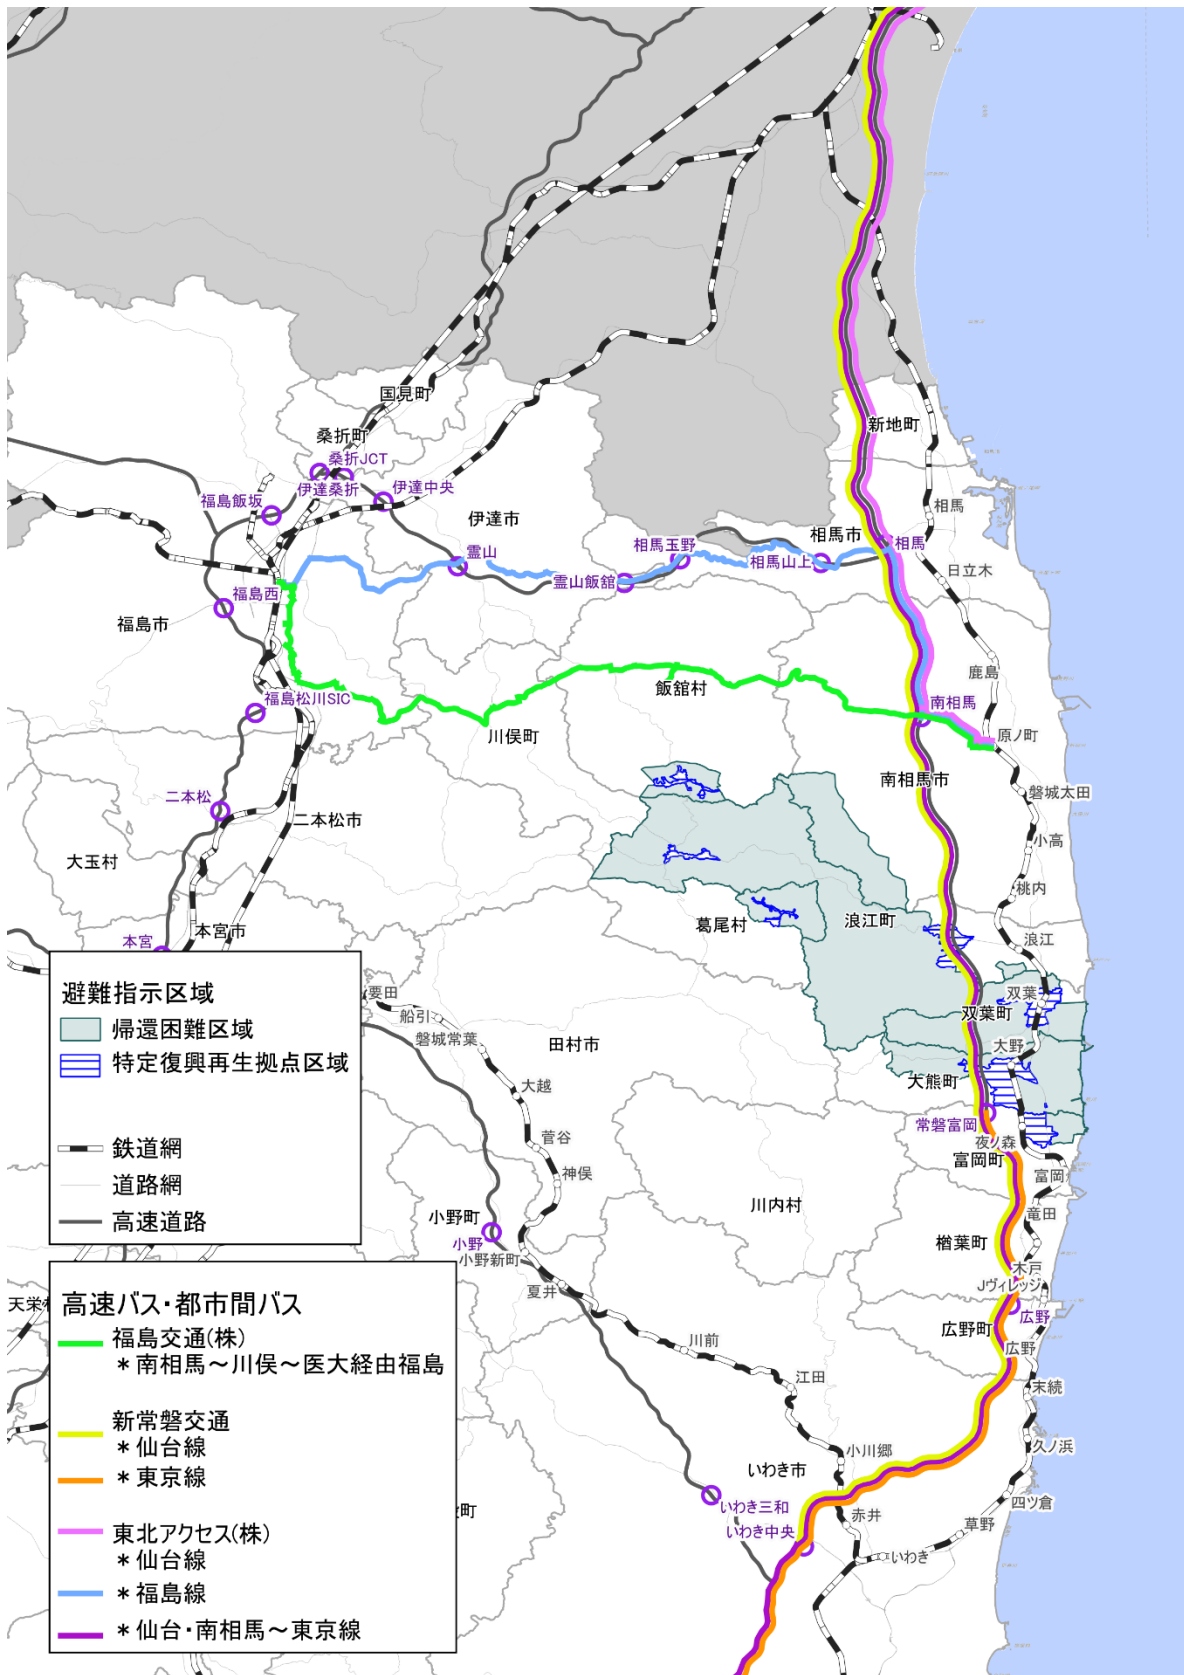 国見町
新地町
桑折町
桑折JCT
伊達桑折
伊達中央
福島飯坂
伊達市
相馬
相馬市
相馬
霊山
相馬玉野
相馬山上
霊山飯舘
日立木
福島西
福島市
鹿島
飯舘村
南相馬
福島松川SIC
川俣町
原ノ町
南相馬市
磐城太田
二本松
二本松市
小高
大玉村
桃内
葛尾村
浪江町
本宮市
本宮
浪江
避難指示区域
帰還困難区域
特定復興再生拠点区域
鉄道網
道路網
高速道路
要田
船引
磐城常葉
双葉
双葉町
田村市
大野
大熊町
大越
常磐富岡
菅谷
夜ノ森
富岡町
神俣
富岡
川内村
竜田
小野町
小野
小野新町
楢葉町
木戸
Jヴィレッジ
夏井
広野
広野町
広野
川前
江田
末続
久ノ浜
小川郷
いわき市
四ツ倉
いわき三和
赤井
いわき中央
草野
いわき
天栄
町
高速バス・都市間バス
福島交通(株)
＊南相馬～川俣～医大経由福島
新常磐交通
＊仙台線
＊東京線
東北アクセス(株)
＊仙台線
＊福島線
＊仙台・南相馬～東京線